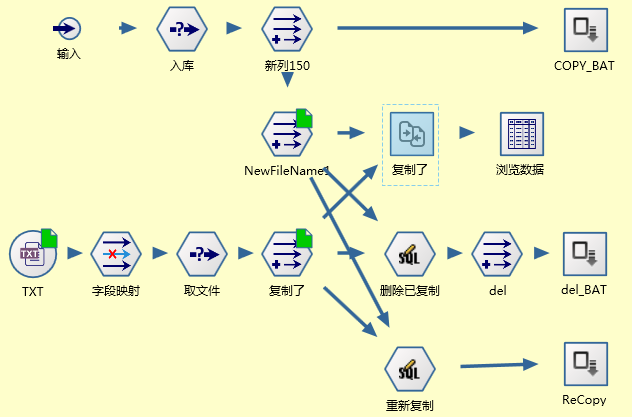 输入
入库
新列150
COPY_BAT
NewFileName1
复制了
浏览数据
TXT
字段映射
取文件
复制了
SQL
删除已复制
del
del_BAT
SQL
重新复制
ReCopy